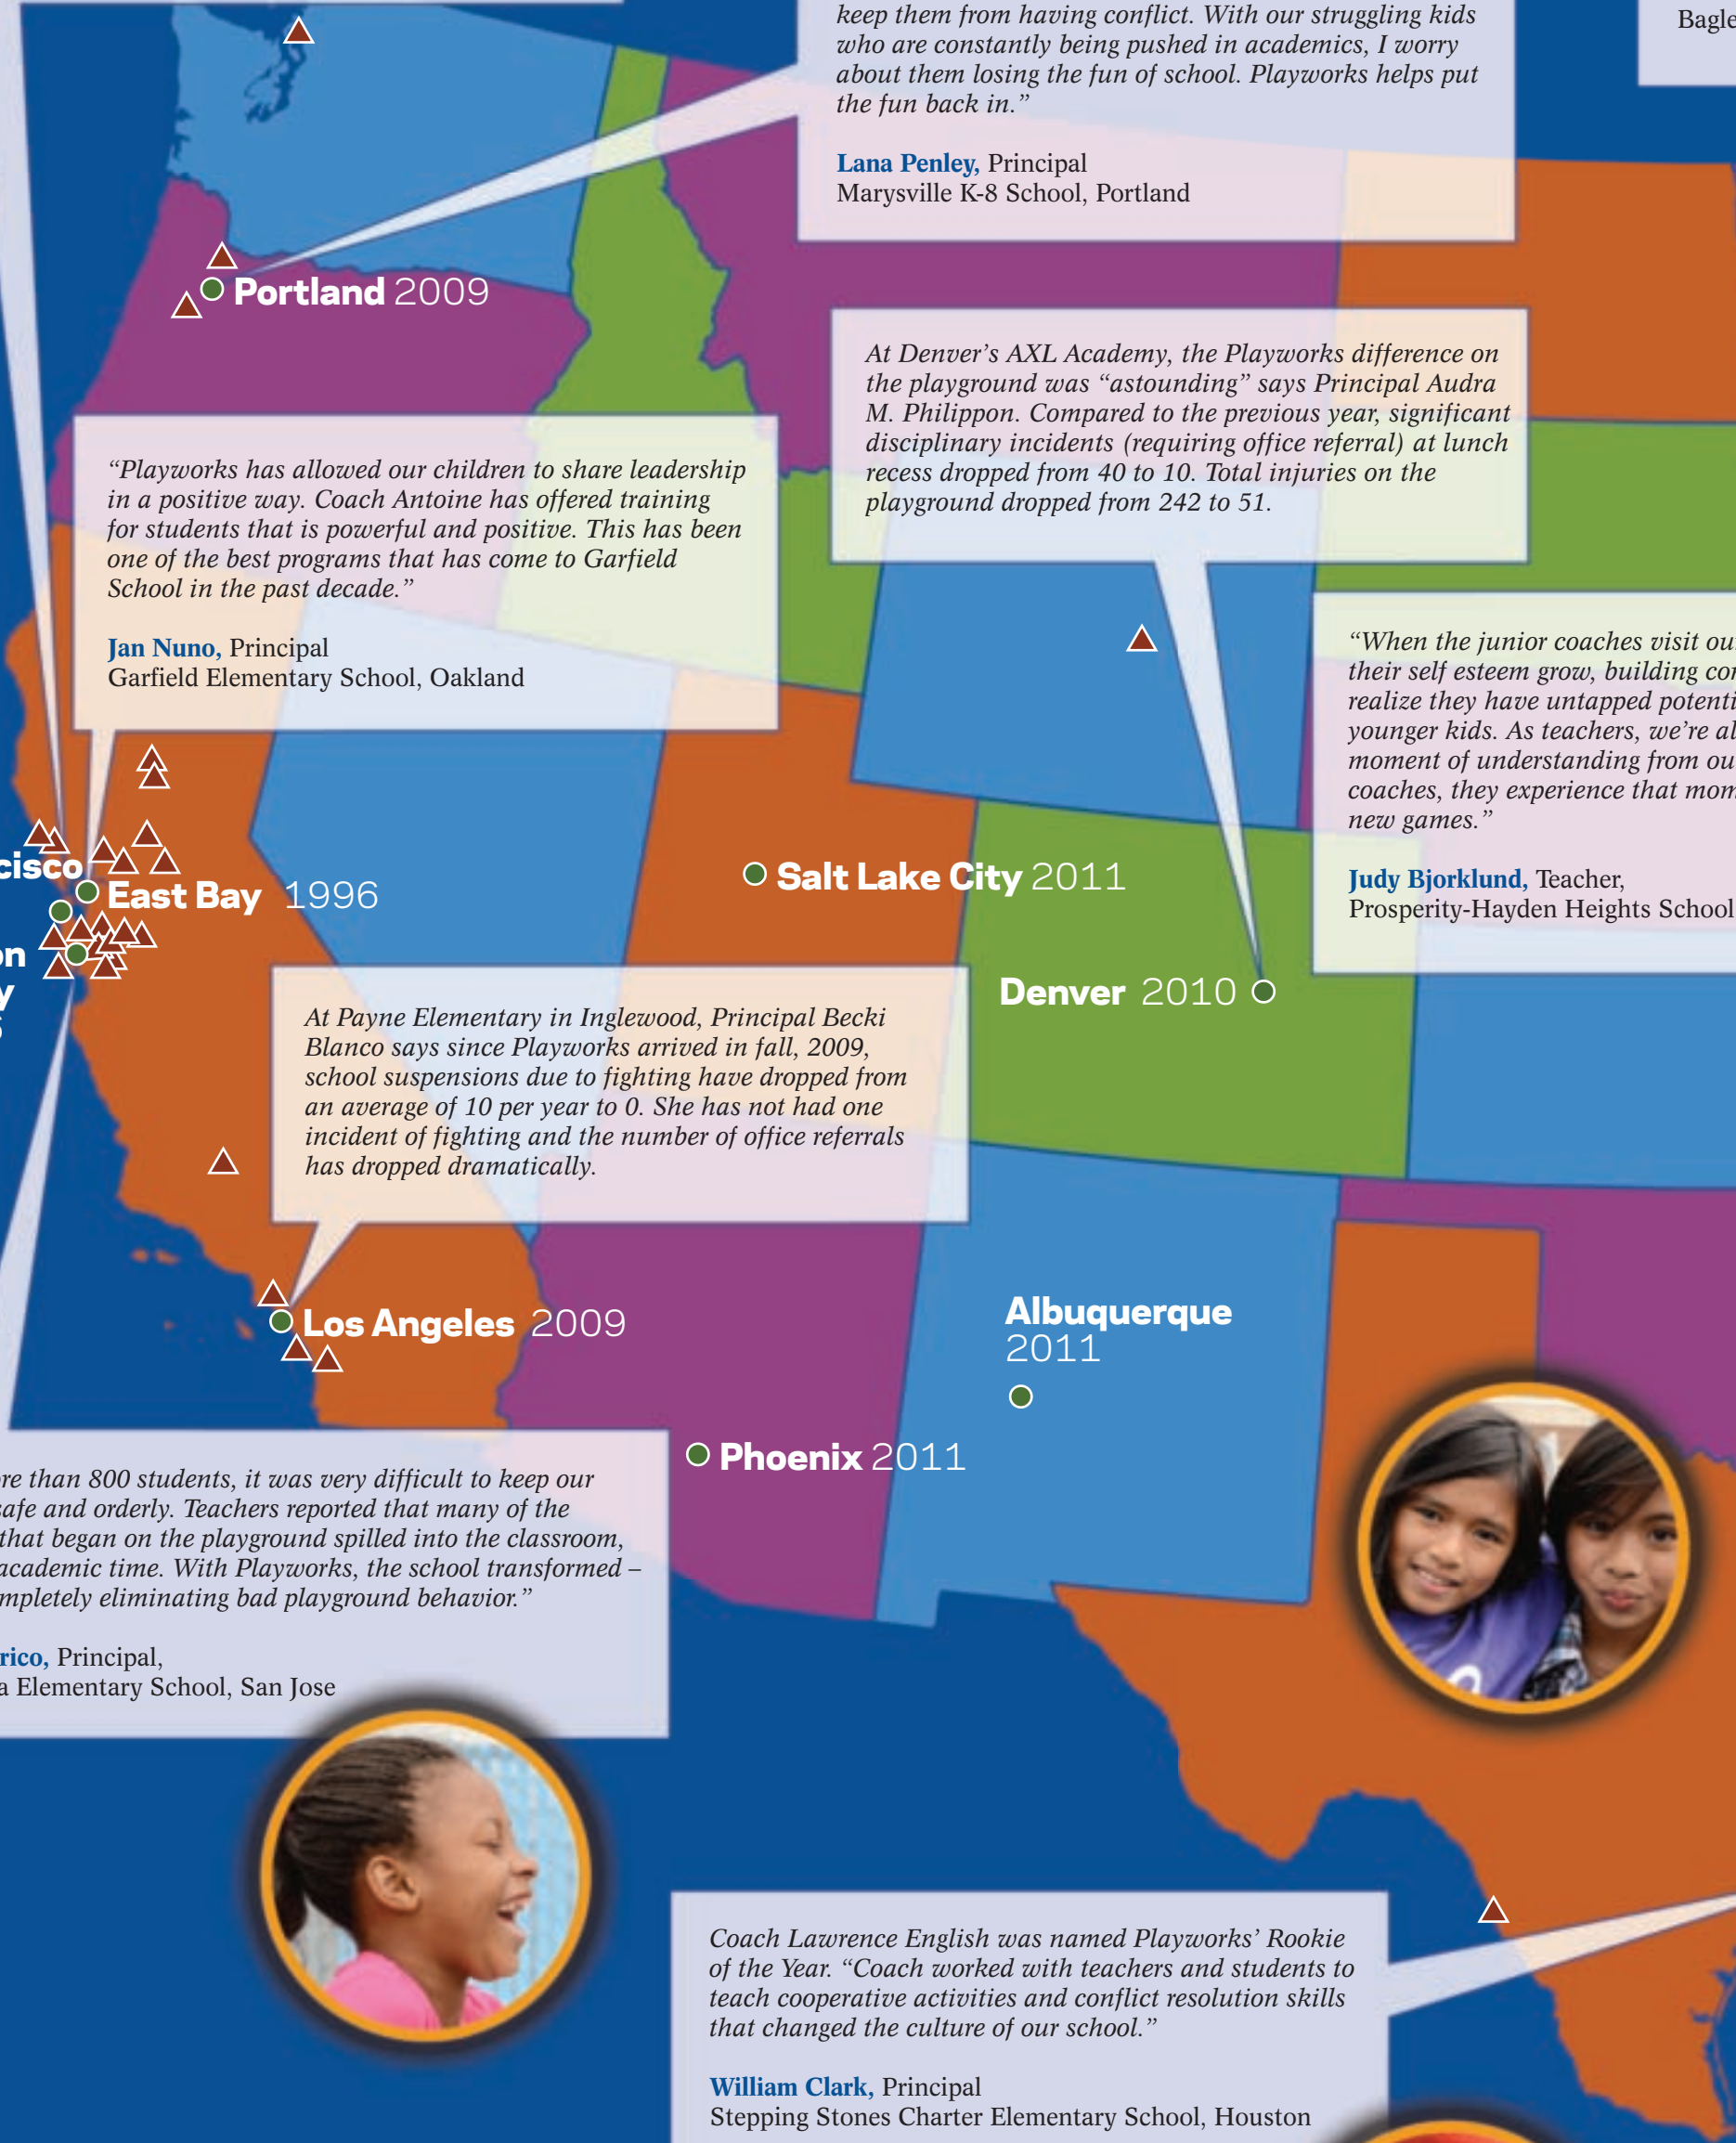 keep them from having conflict. With our struggling kids
who are constantly being pushed in academics, I worry
about them losing the fun of school. Playworks helps put
the fun back in.”
Lana Penley, Principal
Marysville K-8 School, Portland
Portland 2009
At Denver’s AXL Academy, the Playworks difference on
the playground was “astounding” says Principal Audra
M. Philippon. Compared to the previous year, significant
disciplinary incidents (requiring office referral) at lunch
recess dropped from 40 to 10. Total injuries on the
playground dropped from 242 to 51.
“Playworks has allowed our children to share leadership
in a positive way. Coach Antoine has offered training
for students that is powerful and positive. This has been
one of the best programs that has come to Garfield
School in the past decade.”
Jan Nuno, Principal
Garfield Elementary School, Oakland
“When the junior coaches visit
their self esteem grow, building
realize they have untapped
younger kids. As teachers, we’re
moment of understanding from
coaches, they experience that
new games.”
Judy Bjorklund, Teacher,
Prosperity-Hayden Heights School
East Bay 1996
Salt Lake City 2011
Denver 2010
At Payne Elementary in Inglewood, Principal Becki
Blanco says since Playworks arrived in fall, 2009,
school suspensions due to fighting have dropped from
an average of 10 per year to 0. She has not had one
incident of fighting and the number of office referrals
has dropped dramatically.
Los Angeles 2009
Albuquerque
2011
Phoenix 2011
than 800 students, it was very difficult to keep our
safe and orderly. Teachers reported that many of the
that began on the playground spilled into the classroom,
academic time. With Playworks, the school transformed –
eliminating bad playground behavior.”
Principal,
Elementary School, San Jose
Coach Lawrence English was named Playworks’ Rookie
of the Year. “Coach worked with teachers and students to
teach cooperative activities and conflict resolution skills
that changed the culture of our school.”
William Clark, Principal
Stepping Stones Charter Elementary School, Houston